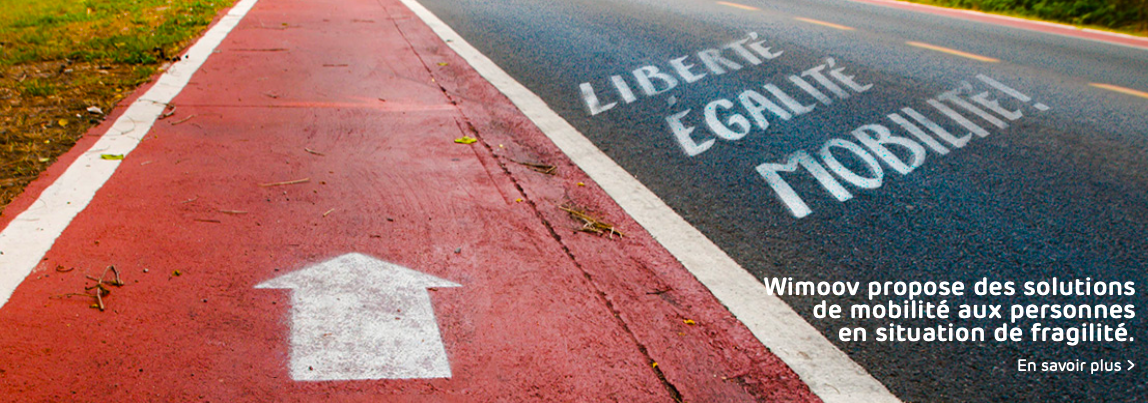 LIBERTÉ
ÉGALITÉ
MOBILITÉ!
Wimoov propose des solutions
de mobilité aux personnes
en situation de fragilité.
En savoir plus >